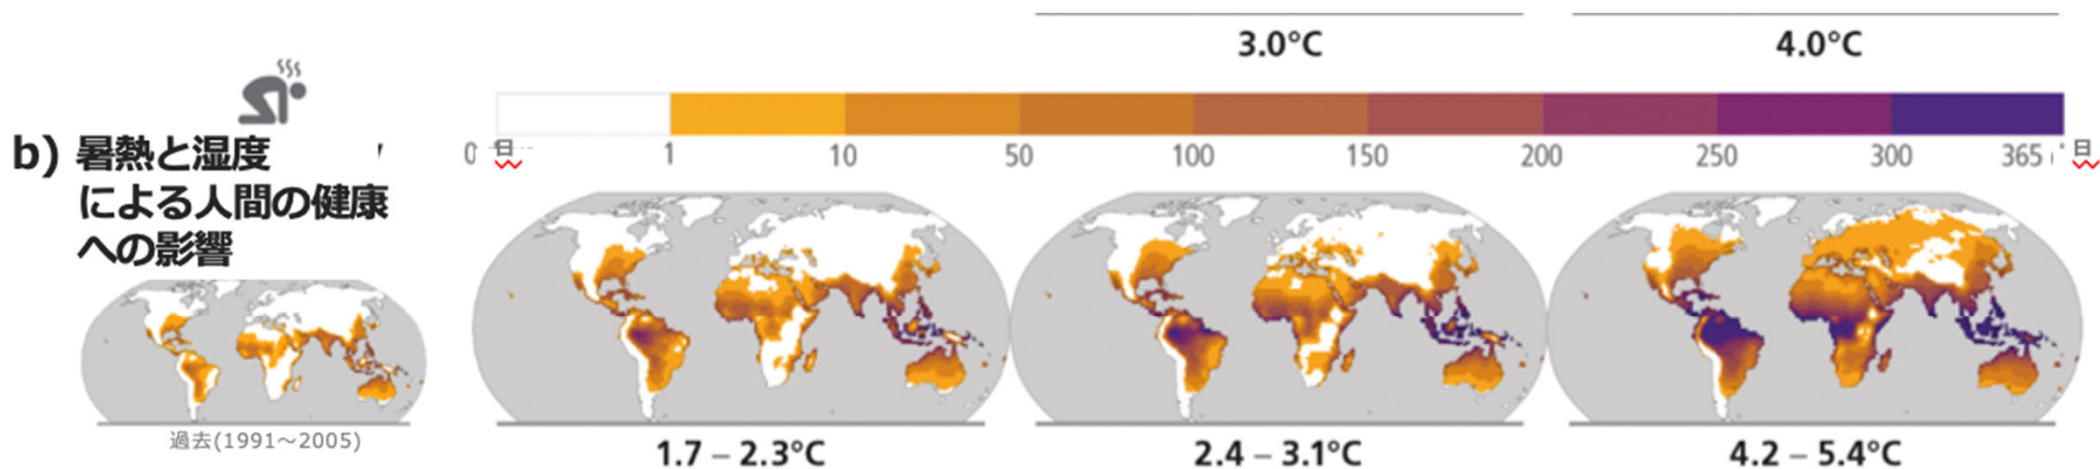 3.0°C
4.0°C
b) 暑熱と湿度
による人間の健康
への影響
0 日 1 10 50 100 150 200 250 300 365 日
過去(1991～2005)
1.7 – 2.3°C
2.4 – 3.1°C
4.2 – 5.4°C